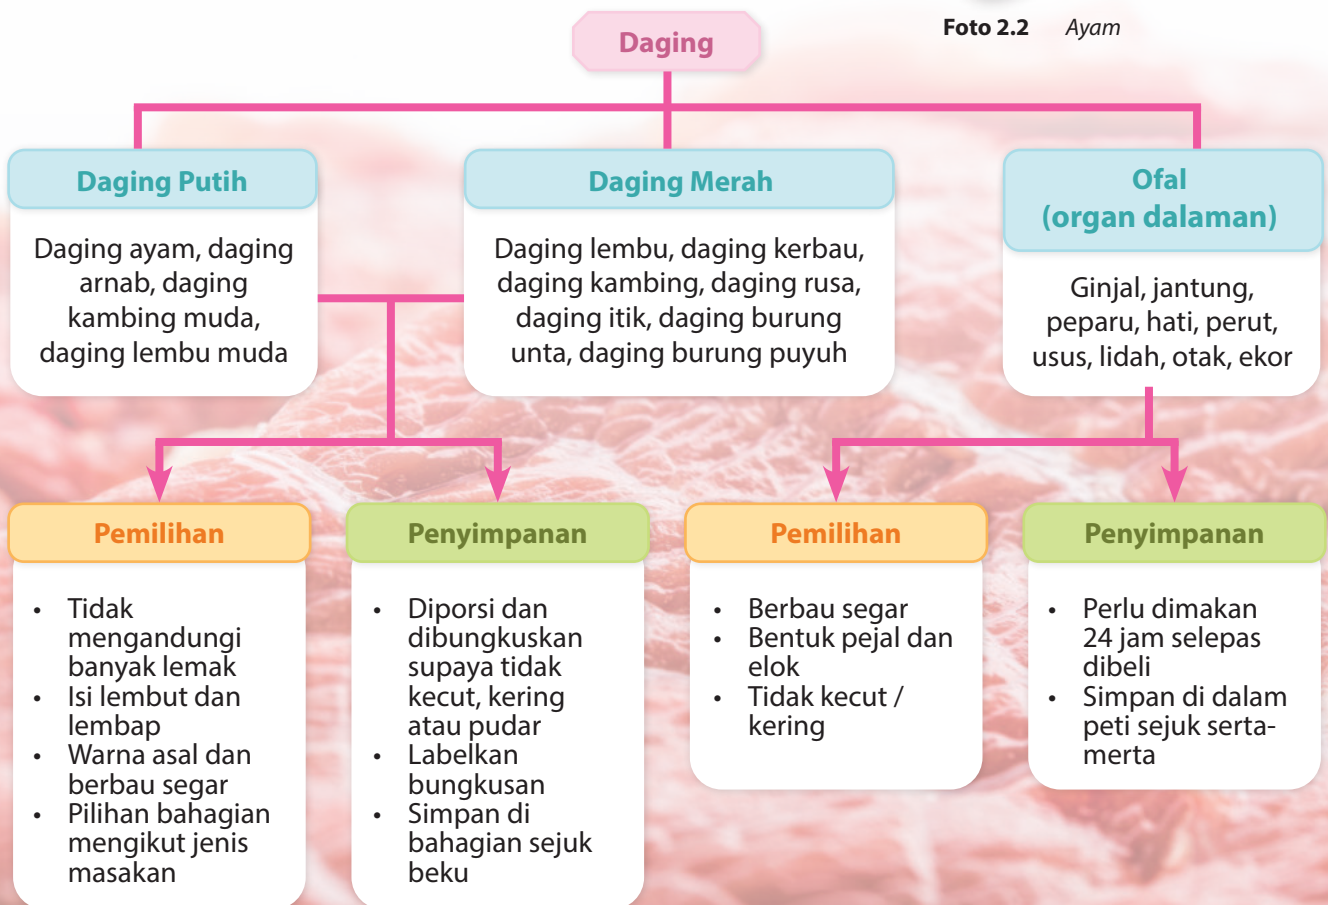 Foto 2.2 Ayam
Daging
Daging Putih
Daging ayam, daging
arnab, daging
kambing muda,
daging lembu muda
Daging Merah
Daging lembu, daging kerbau,
daging kambing, daging rusa,
daging itik, daging burung
unta, daging burung puyuh
Ofal
(organ dalaman)
Ginjal, jantung,
peparu, hati, perut,
usus, lidah, otak, ekor
Pemilihan
• Tidak
mengandungi
banyak lemak
• Isi lembut dan
lembap
• Warna asal dan
berbau segar
• Pilihan bahagian
mengikut jenis
masakan
Penyimpanan
• Diporsi dan
dibungkuskan
supaya tidak
kecut, kering
atau pudar
• Labelkan
bungkusan
• Simpan di
bahagian sejuk
beku
Pemilihan
• Berbau segar
• Bentuk pejal dan
elok
• Tidak kecut /
kering
Penyimpanan
• Perlu dimakan
24 jam selepas
dibeli
• Simpan di dalam
peti sejuk serta-
merta